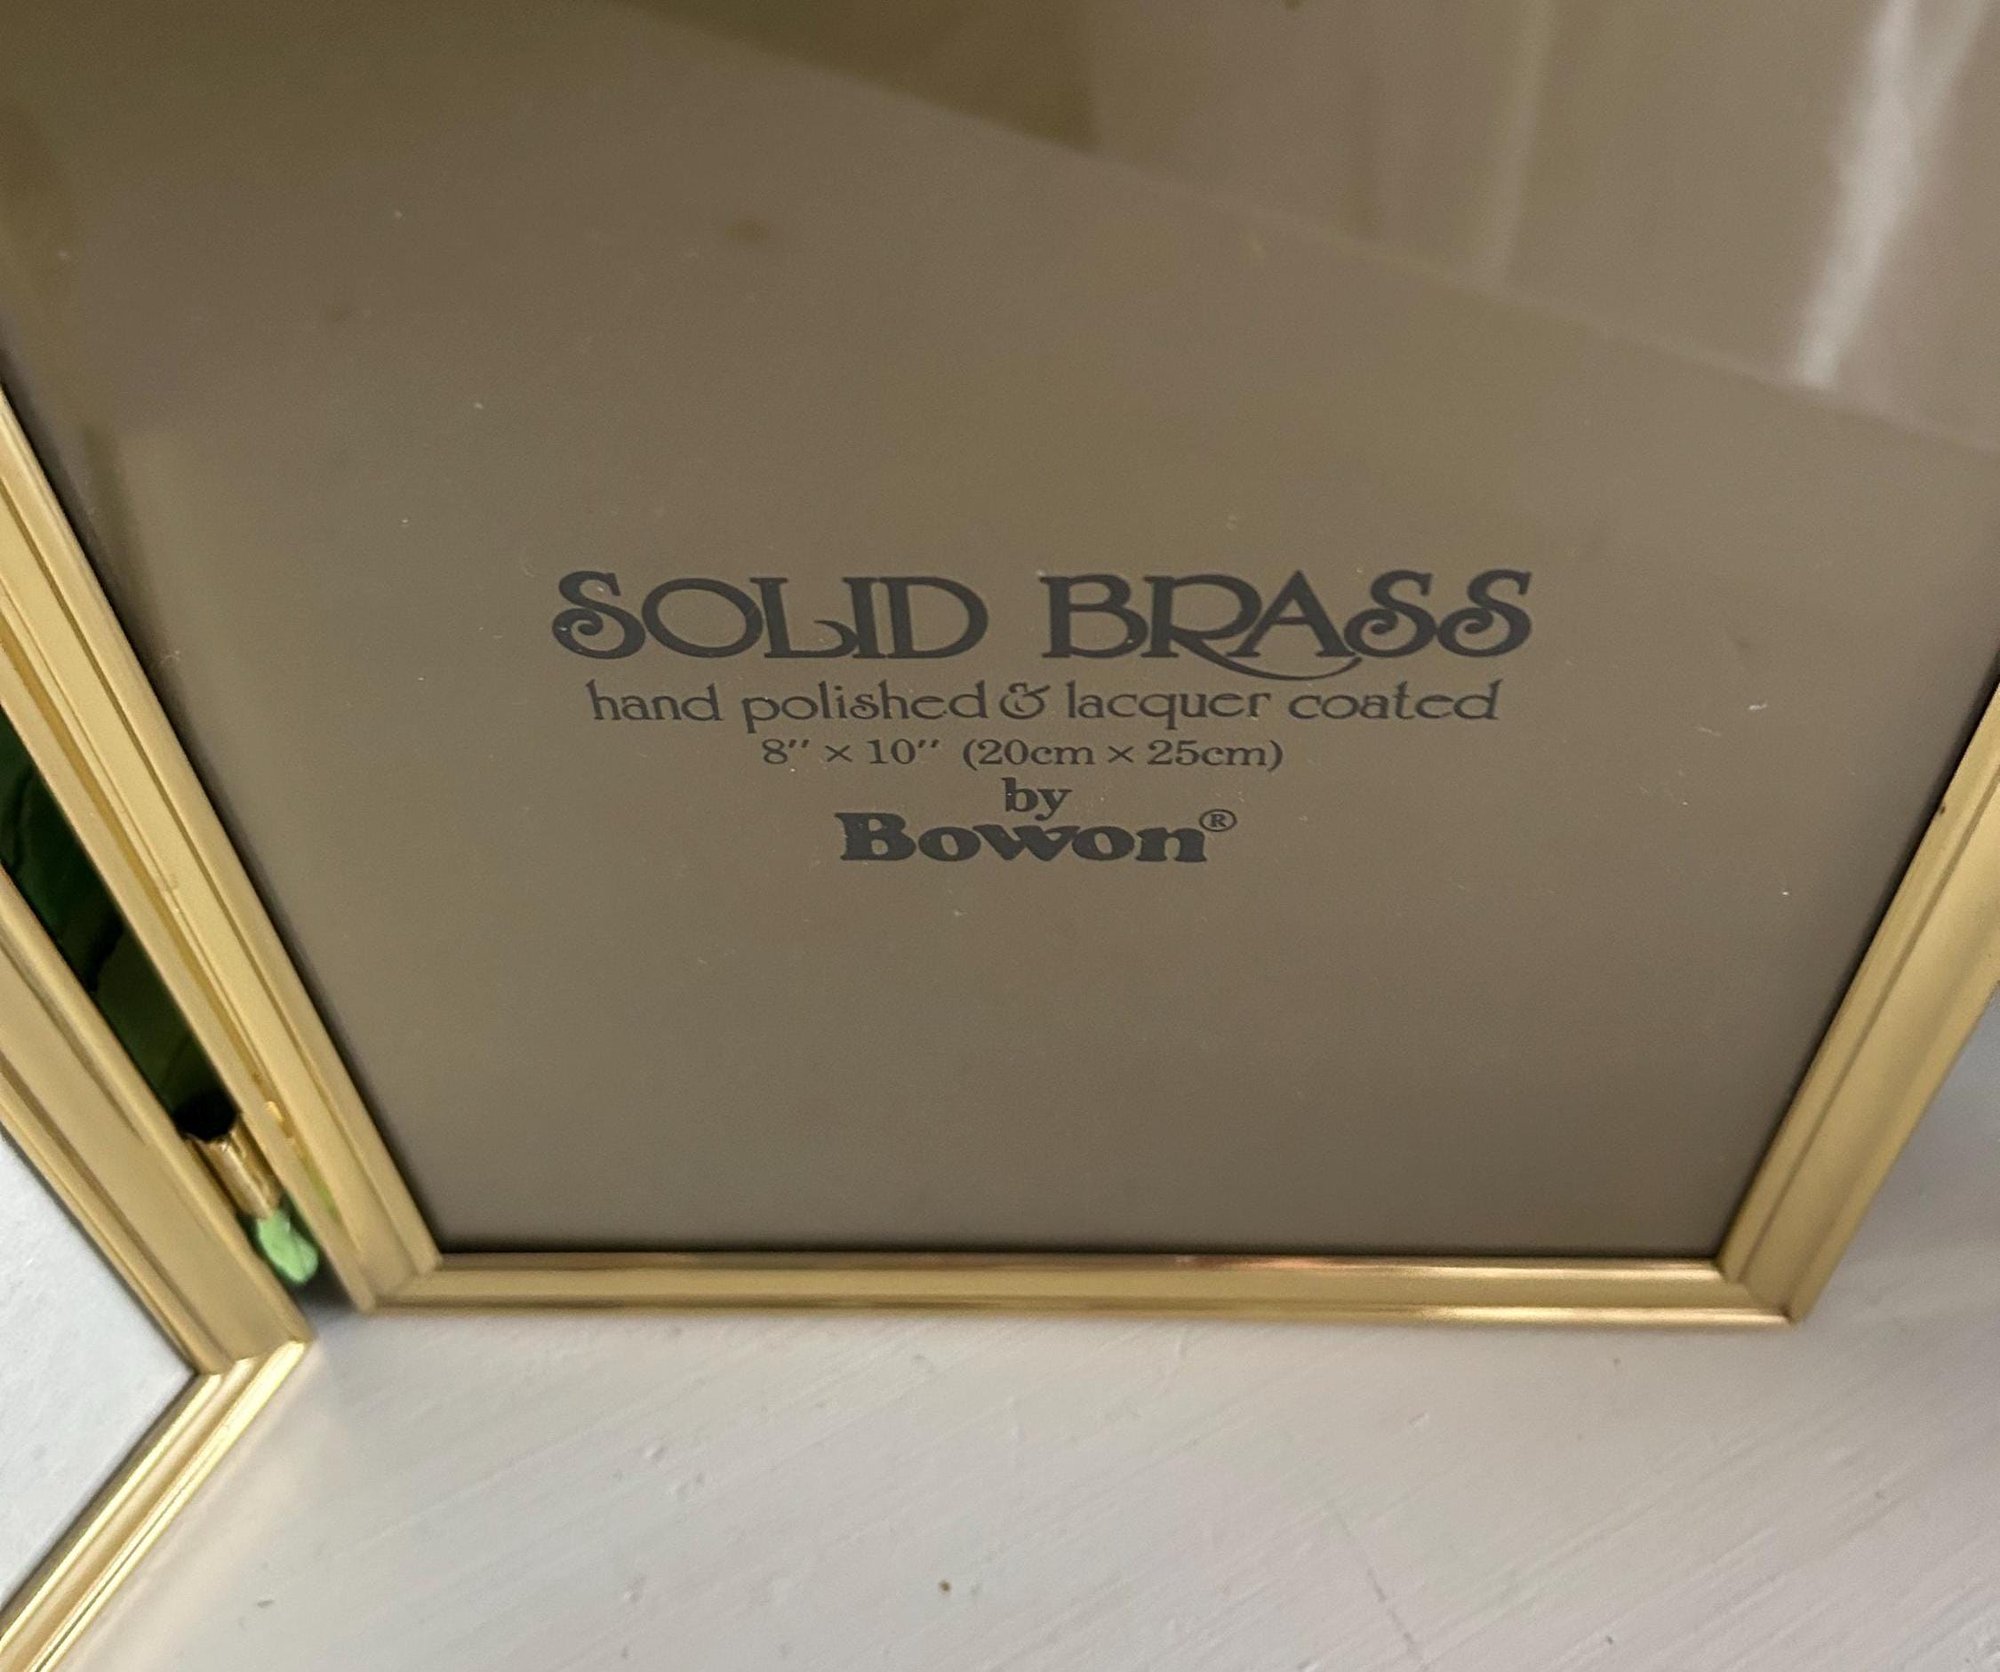 SOLID BRASS
hand polished & lacquer coated
8" × 10" (20cm × 25cm)
by
Bowon®